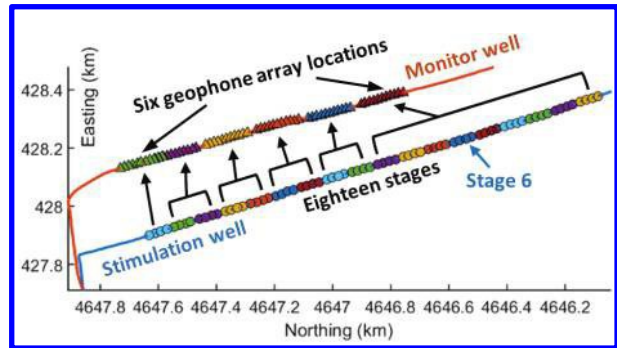 Six geophone array locations
Monitor well
Easting (km)
428.4
428.2
428
427.8
Eighteen stages
Stage 6
Stimulation well
4647.8 4647.6 4647.4 4647.2 4647 4646.8 4646.6 4646.4 4646.2
Northing (km)